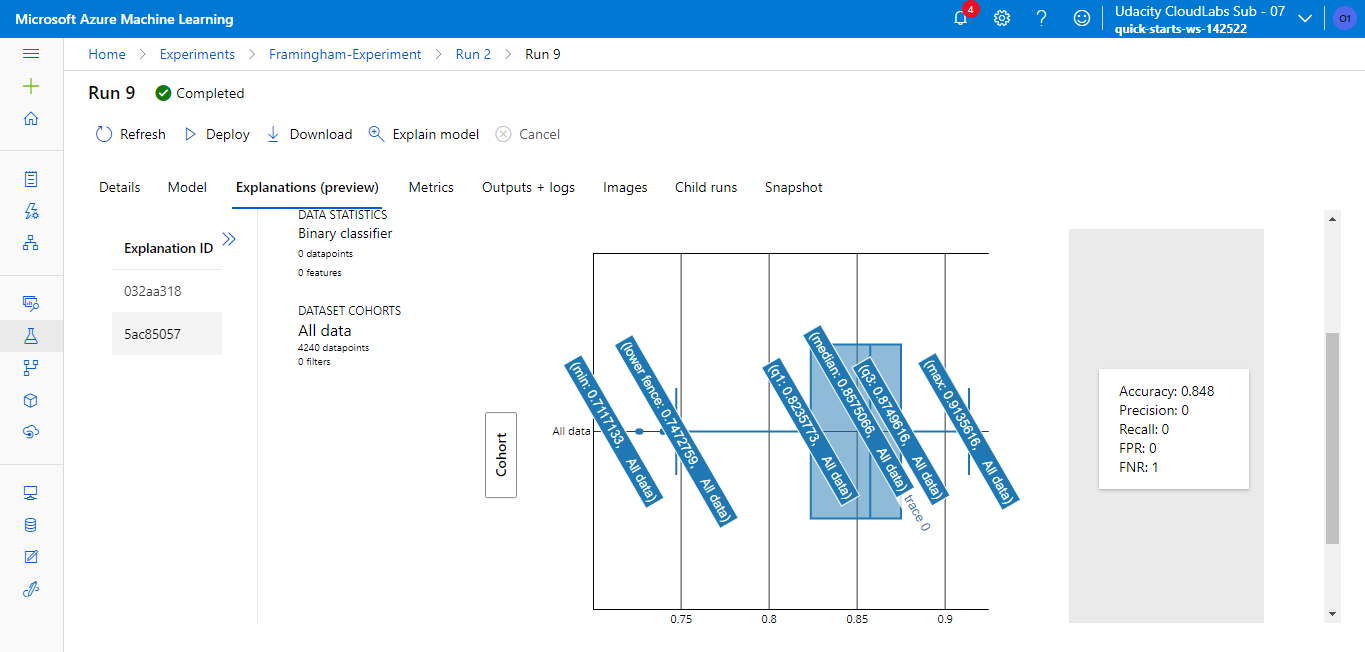 Microsoft Azure Machine Learning
4
?
Udacity CloudLabs Sub - 07
quick-starts-ws-142522
O1
Home > Experiments > Framingham-Experiment > Run 2 > Run 9
Run 9 Completed
Refresh Deploy Download Explain model Cancel
Details Model Explanations (preview) Metrics Outputs + logs Images Child runs Snapshot
Explanation ID
032aa318
5ac85057
DATA STATISTICS
Binary classifier
0 datapoints
0 features
DATASET COHORTS
All data
4240 datapoints
0 filters
Cohort
All data
(min: 0.7117133, All data)
(lower fence: 0.7472759, All data)
(q1: 0.8235773, All data)
(median: 0.8575066, All data)
(q3: 0.8749616, All data)
trace 0
(max: 0.9135616, All data)
0.75 0.8 0.85 0.9
Accuracy: 0.848
Precision: 0
Recall: 0
FPR: 0
FNR: 1